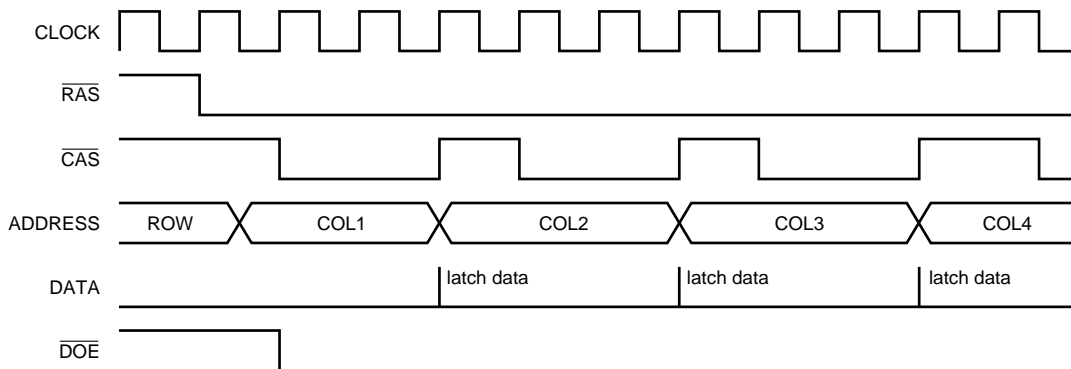 CLOCK
RAS
CAS
ADDRESS ROW COL1 COL2 COL3 COL4
DATA latch data latch data latch data
DOE